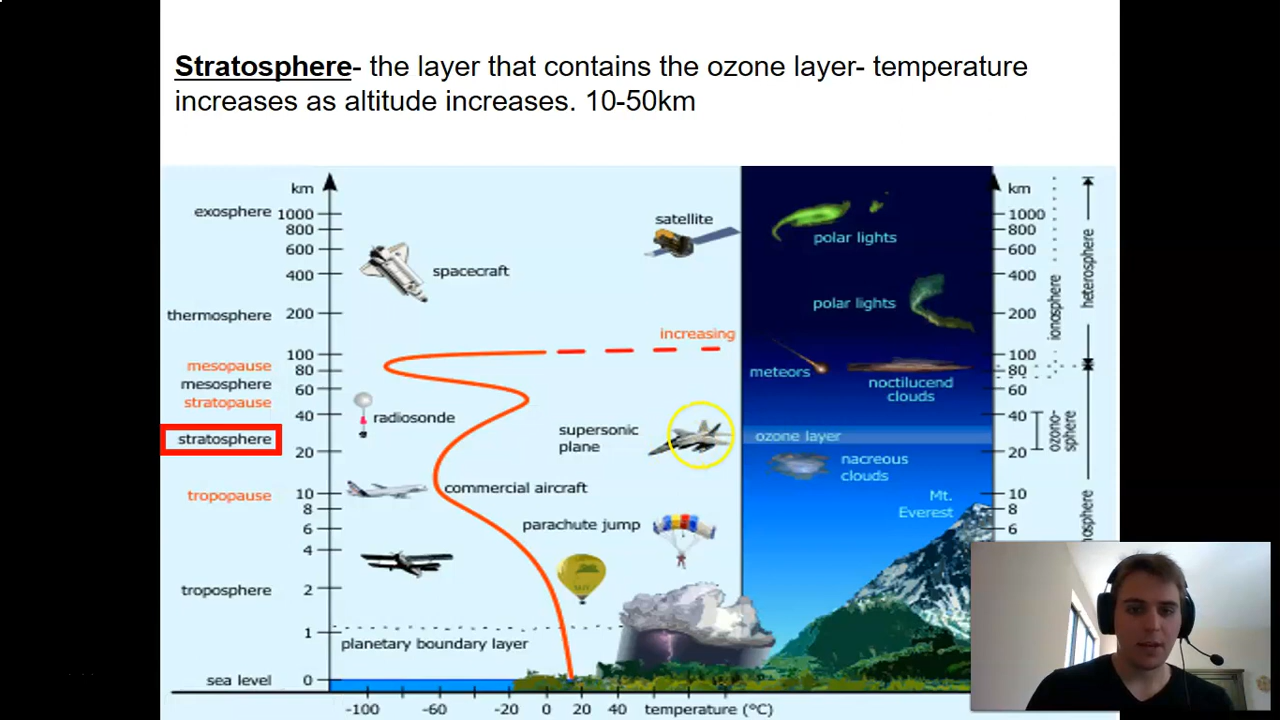 Stratosphere- the layer that contains the ozone layer- temperature
increases as altitude increases. 10-50km
km
exosphere
1000
800
600
400
thermosphere
200
100
mesopause
80
mesosphere
60
stratopause
40
stratosphere
20
tropopause
10
8
6
4
troposphere
2
1
sea level
0
spacecraft
satellite
increasing
radiosonde
supersonic
plane
commercial aircraft
parachute jump
planetary boundary layer
-100
-60
-20
0
20
40
temperature (°C)
polar lights
polar lights
meteors
noctilucend
clouds
ozone layer
nacreous
clouds
Mt.
Everest
km
1000
800
600
400
200
100
80
60
40
20
10
8
6
ionosphere
ozono-
sphere
heterosphere